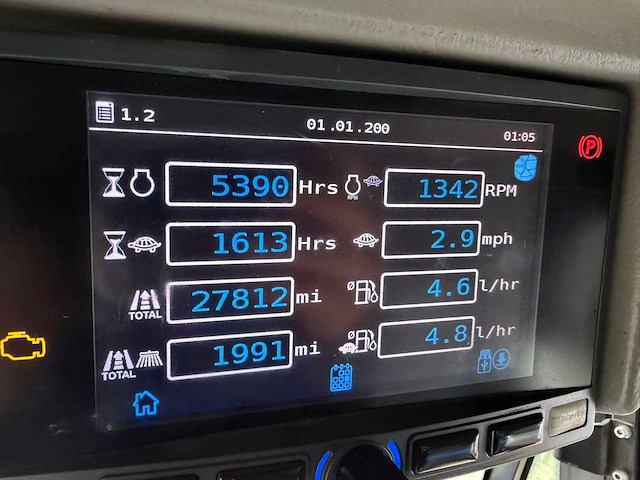 1.2 01.01.200 01:05
5390 Hrs RPM 1342 RPM
1613 Hrs 2.9 mph
TOTAL 27812 mi Ø 4.6 l/hr
TOTAL 1991 mi Ø 4.8 l/hr
P